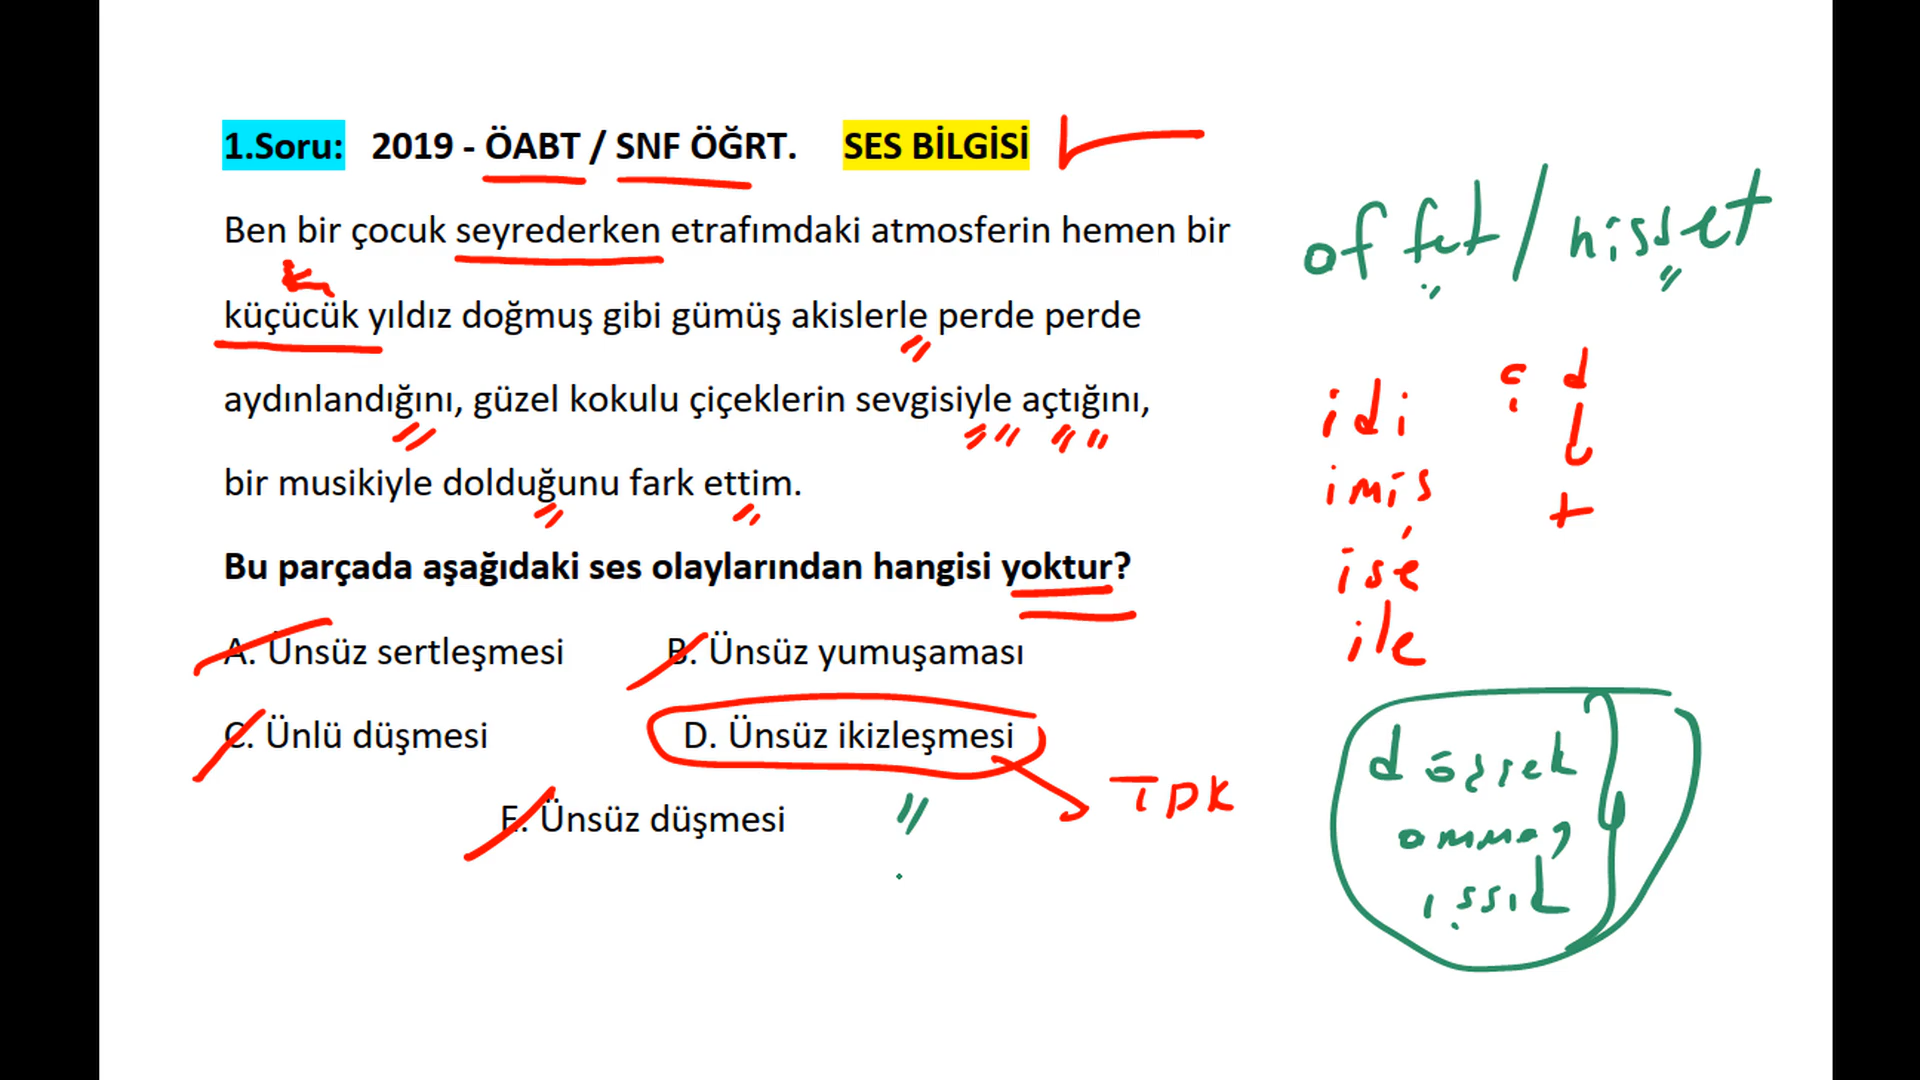 1.Soru: 2019 - ÖABT / SNF ÖĞRT. SES BİLGİSİ
Ben bir çocuk seyrederken etrafımdaki atmosferin hemen bir
küçücük yıldız doğmuş gibi gümüş akislerle perde perde
aydınlandığını, güzel kokulu çiçeklerin sevgisiyle açtığını,
bir musikiyle dolduğunu fark ettim.
Bu parçada aşağıdaki ses olaylarından hangisi yoktur?
A. Ünsüz sertleşmesi B. Ünsüz yumuşaması
C. Ünlü düşmesi D. Ünsüz ikizleşmesi
E. Ünsüz düşmesi
TDK
affet / hisset
idi
imiş
ise
ile